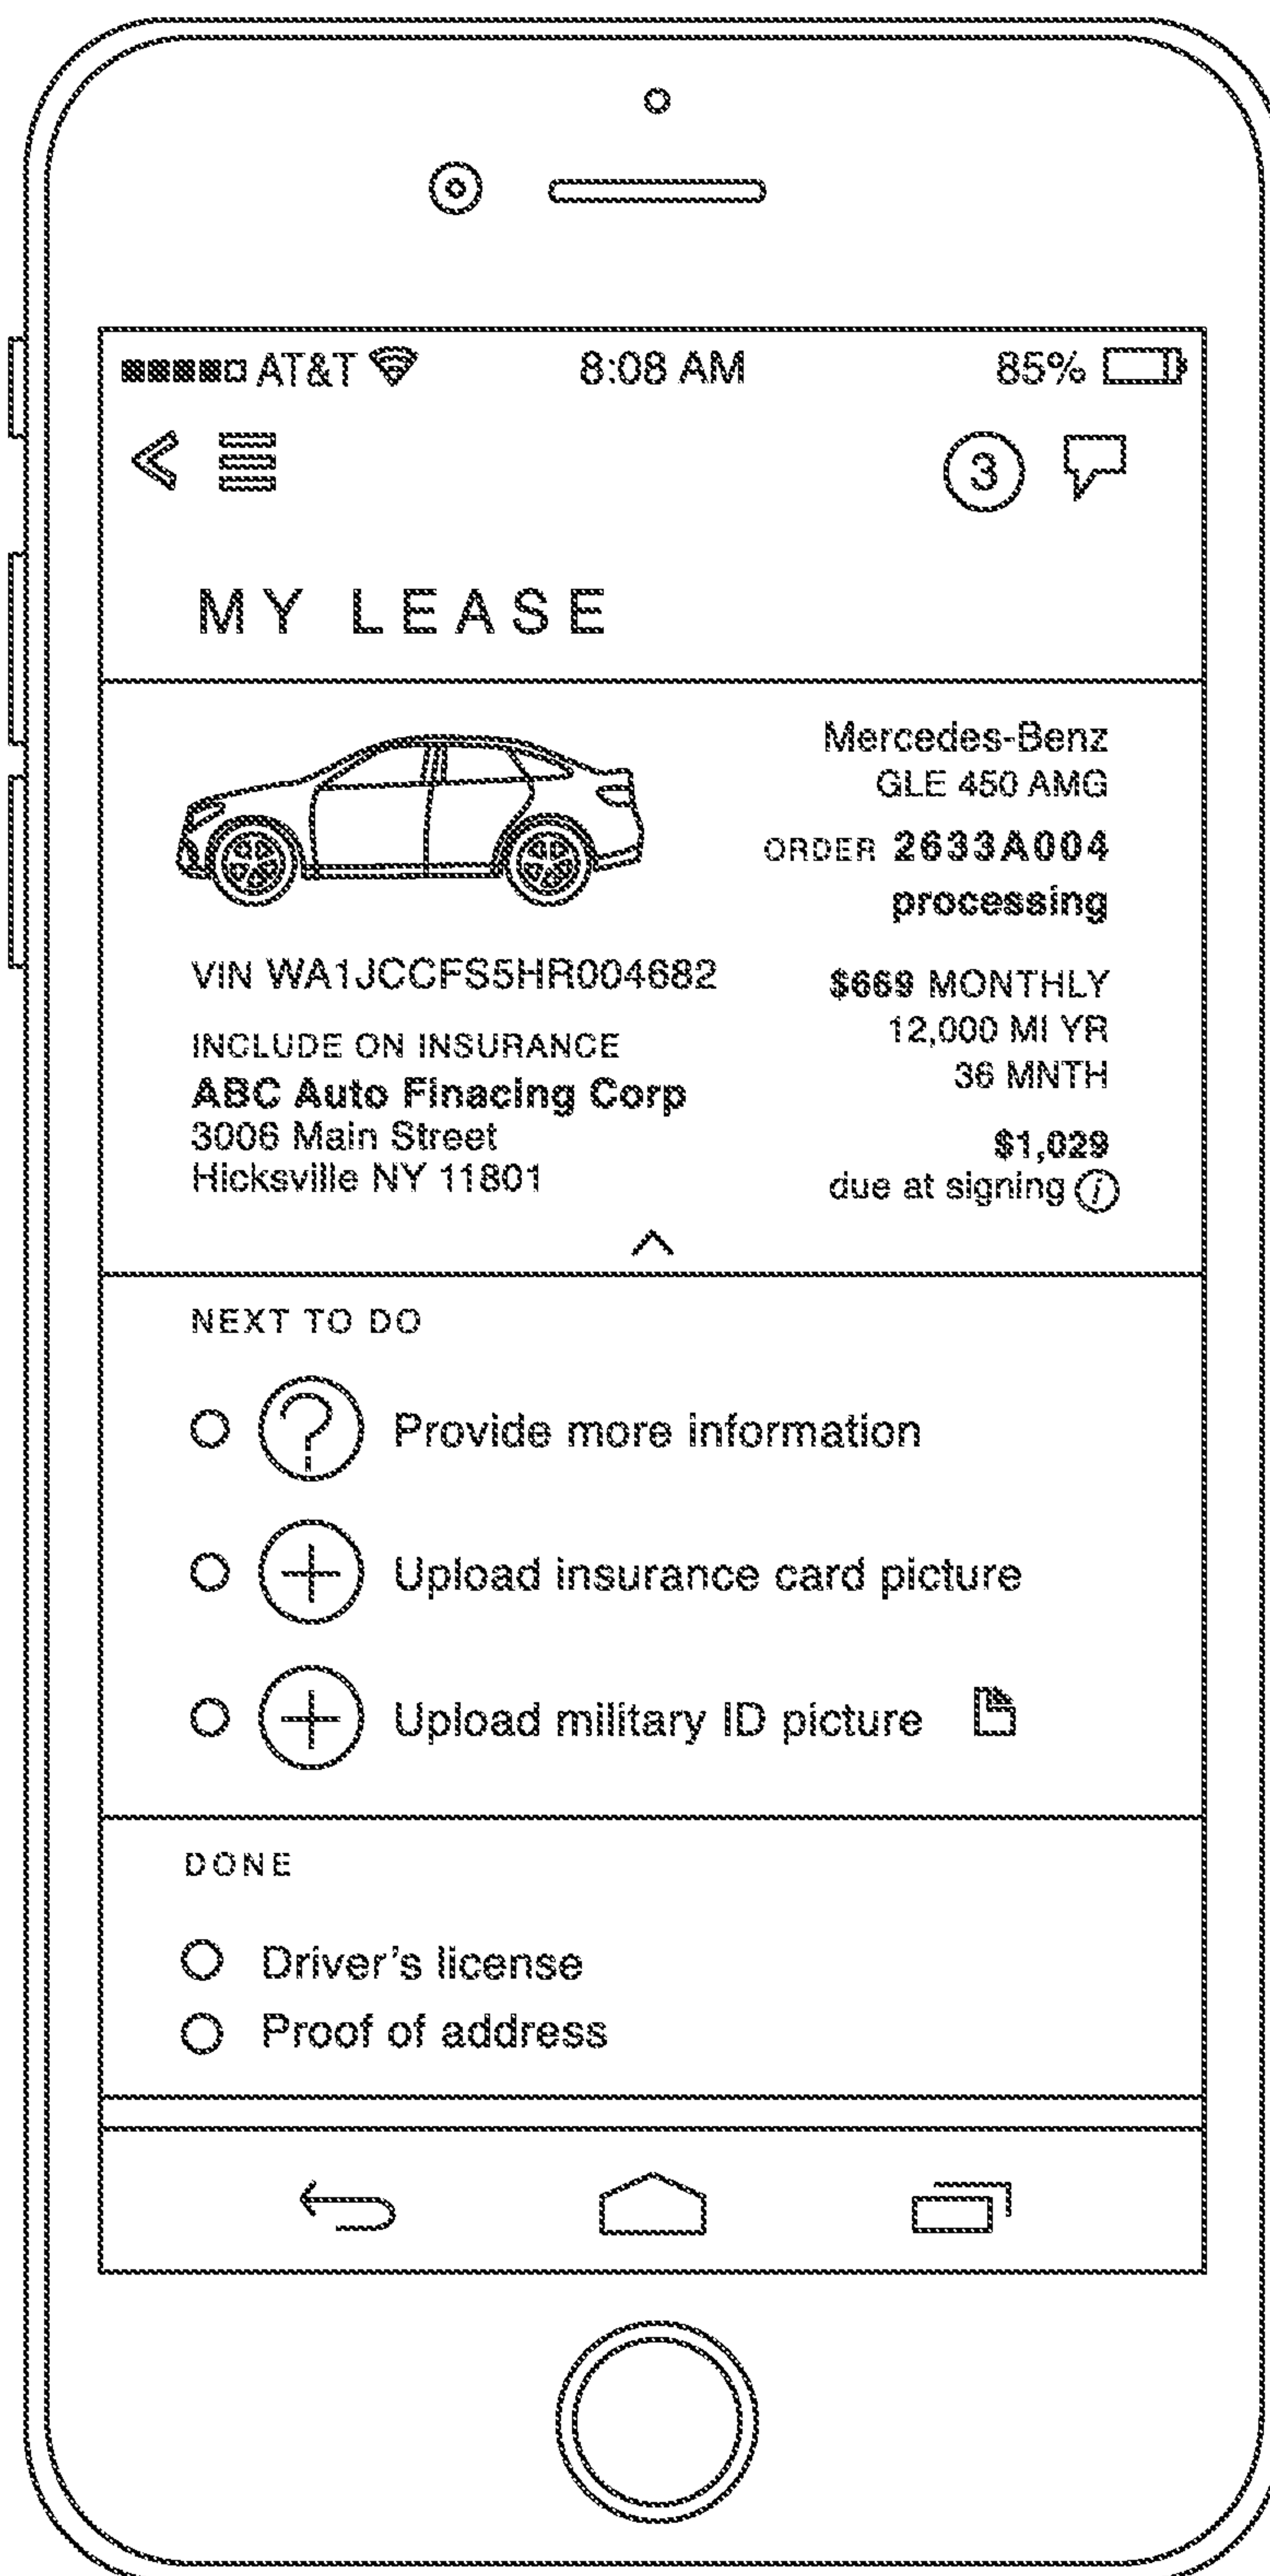 AT&T 8:08 AM 85%
3
MY LEASE
Mercedes-Benz
GLE 450 AMG
ORDER 2633A004
processing
VIN WA1JCCFS5HR004682
INCLUDE ON INSURANCE
ABC Auto Finacing Corp
3006 Main Street
Hicksville NY 11801
$669 MONTHLY
12,000 MI YR
36 MNTH
$1,029
due at signing i
NEXT TO DO
? Provide more information
+ Upload insurance card picture
+ Upload military ID picture
DONE
Driver's license
Proof of address